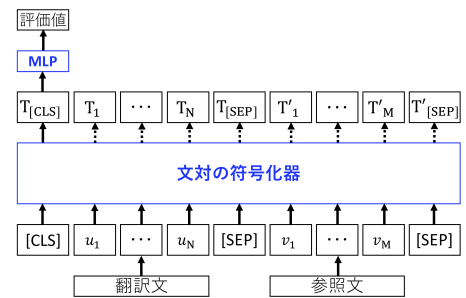 評価値
MLP
T[CLS] T1 ... TN T[SEP] T′1 ... T′M T′[SEP]
文対の符号化器
[CLS] u1 ... uN [SEP] v1 ... vM [SEP]
翻訳文 参照文